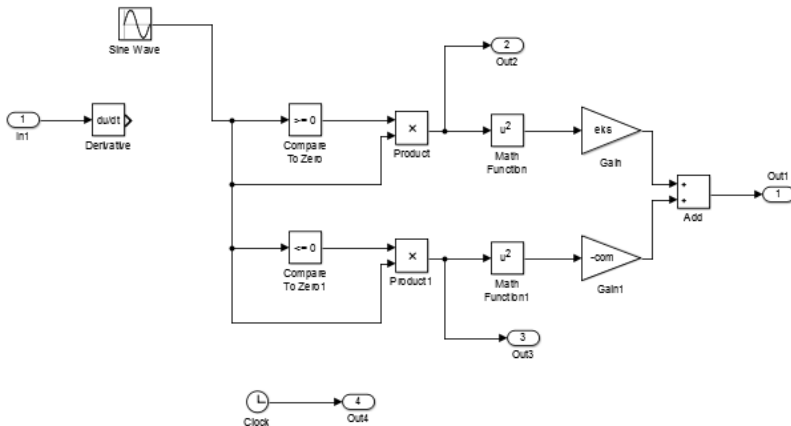 Sine Wave
1
In1
du/dt
Derivative
>= 0
Compare
To Zero
×
Product
2
Out2
u²
Math
Function
eks
Gain
+
+
Add
Out1
1
<= 0
Compare
To Zero1
×
Product1
u²
Math
Function1
-com
Gain1
3
Out3
Clock
4
Out4